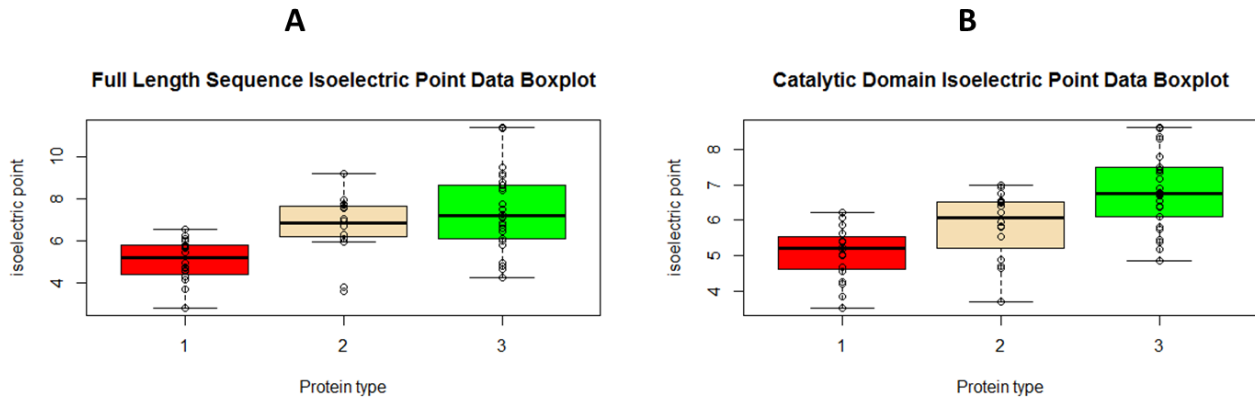 A
Full Length Sequence Isoelectric Point Data Boxplot
isoelectric point
10
8
6
4
1 2 3
Protein type
B
Catalytic Domain Isoelectric Point Data Boxplot
isoelectric point
8
7
6
5
4
1 2 3
Protein type